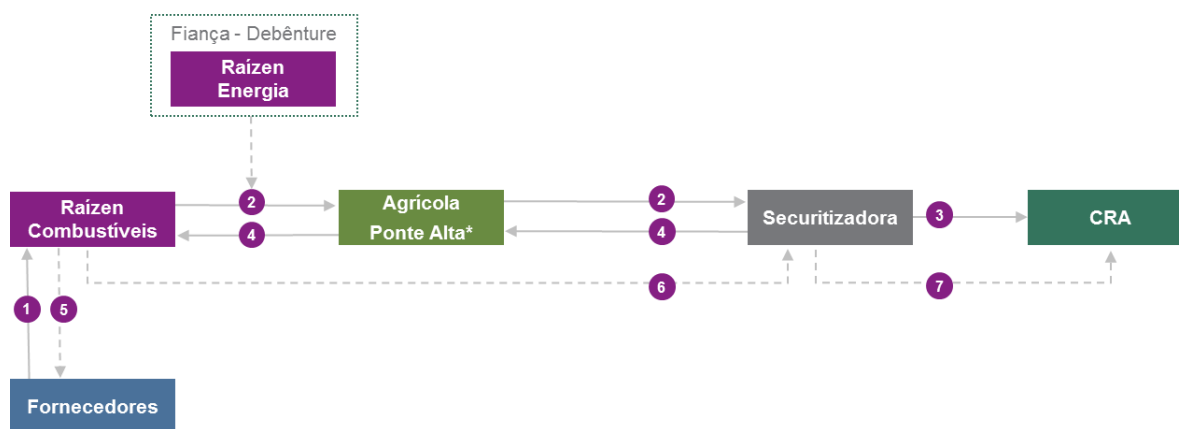 Fiança - Debênture
Raízen
Energia
Raízen
Combustíveis
2
4
Agrícola
Ponte Alta*
2
4
Securitizadora
3
CRA
1
5
6
7
Fornecedores